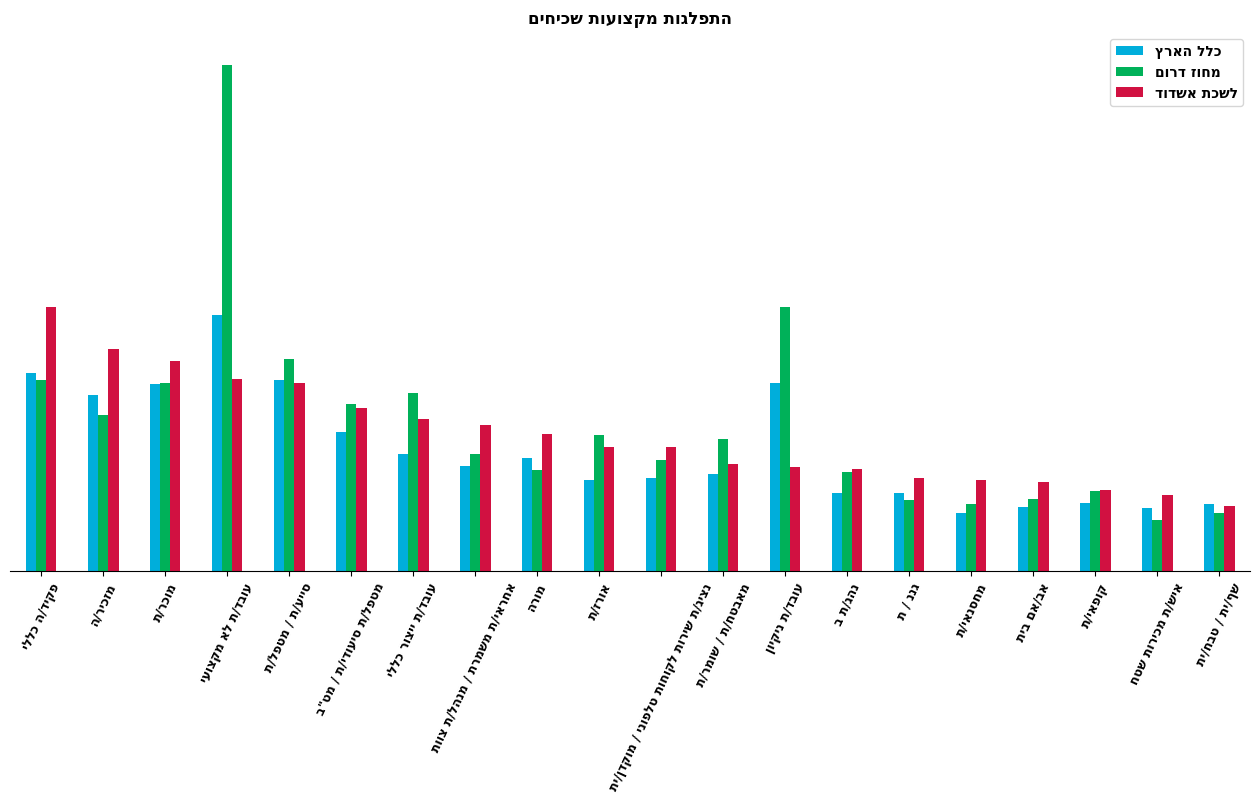 התפלגות מקצועות שכיחים
כלל הארץ
מחוז דרום
לשכת אשדוד
פקיד/ה כללי
מזכיר/ה
מוכר/ת
עובד/ת לא מקצועי
סייע/ת / מטפל/ת
מטפל/ת סיעודי/ת / מט"ב
עובד/ת ייצור כללי
אחראי/ת משמרת / מנהל/ת צוות
מורה
אורז/ת
נציג/ת שירות לקוחות טלפוני / מוקדן/ית
מאבטח/ת / שומר/ת
עובד/ת ניקיון
נהג/ת ב
גנג / ת
מחסנאי/ת
אב/אם בית
קופאי/ת
איש/ת מכירות שטח
שף/ית / טבח/ית